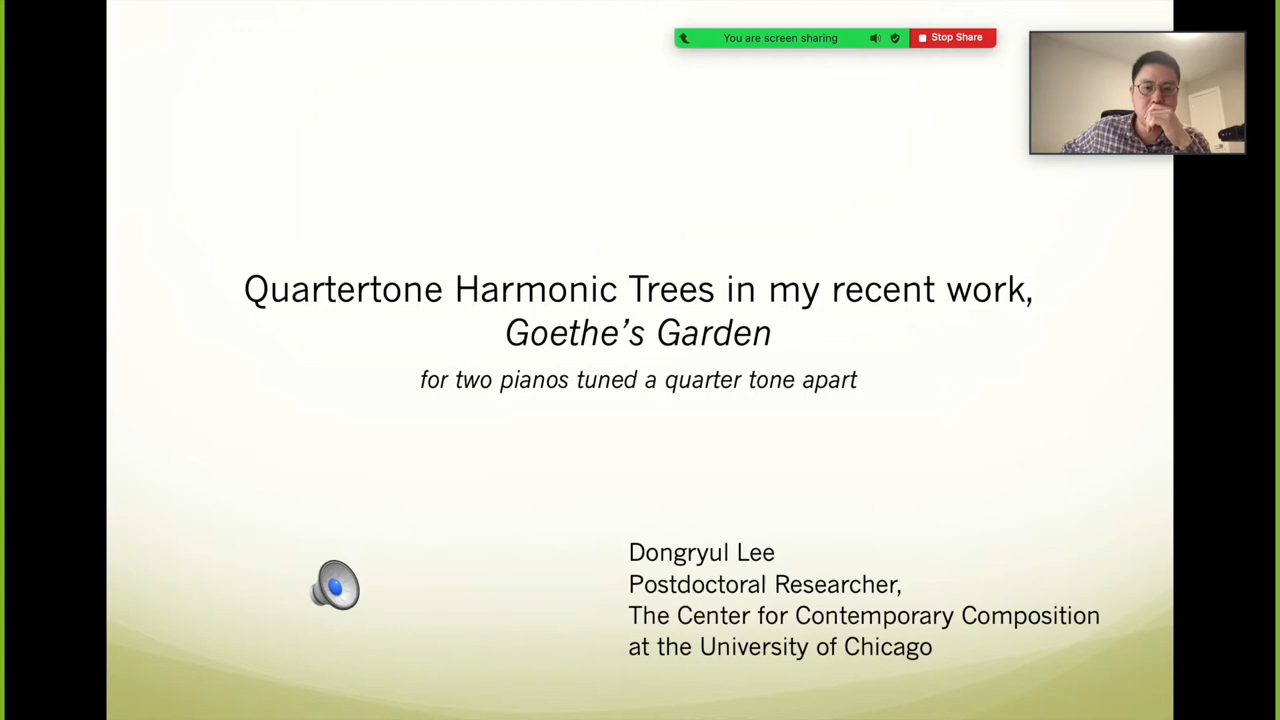 You are screen sharing
Stop Share
Quartertone Harmonic Trees in my recent work,
Goethe's Garden
for two pianos tuned a quarter tone apart
Dongryul Lee
Postdoctoral Researcher,
The Center for Contemporary Composition
at the University of Chicago